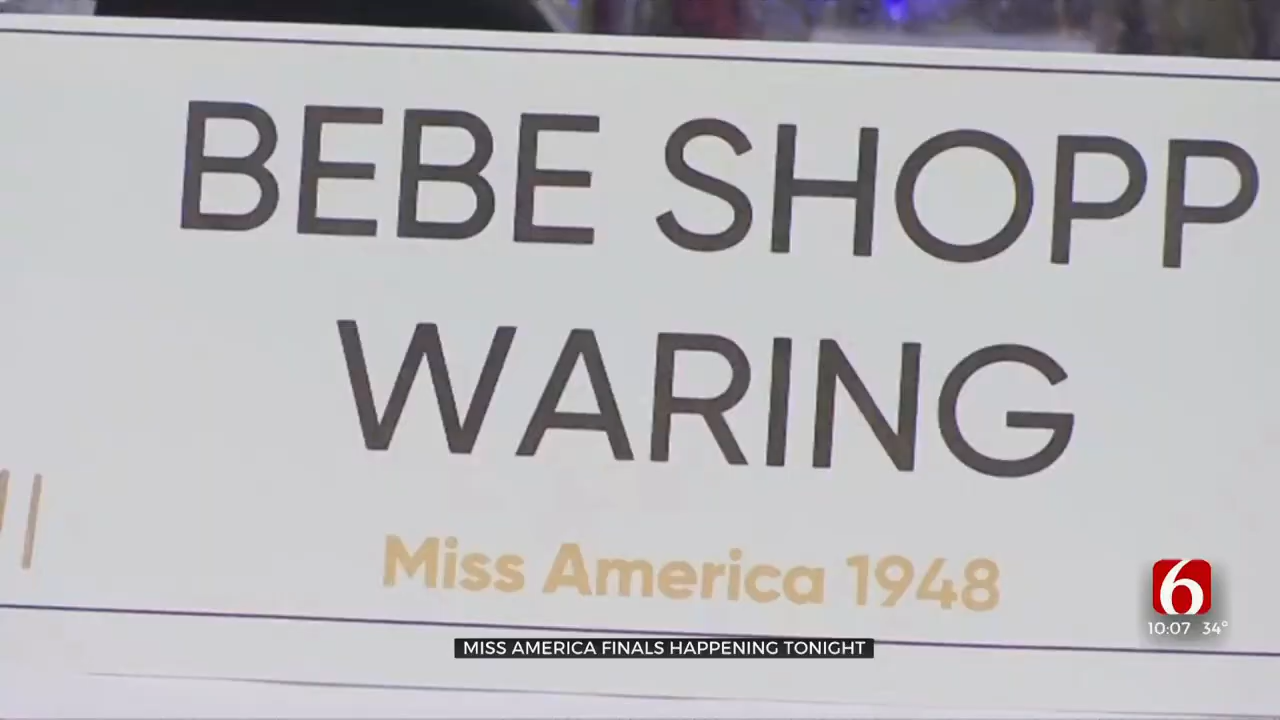 BEBE SHOPP
WARING
Miss America 1948
6
10:07 34°
MISS AMERICA FINALS HAPPENING TONIGHT